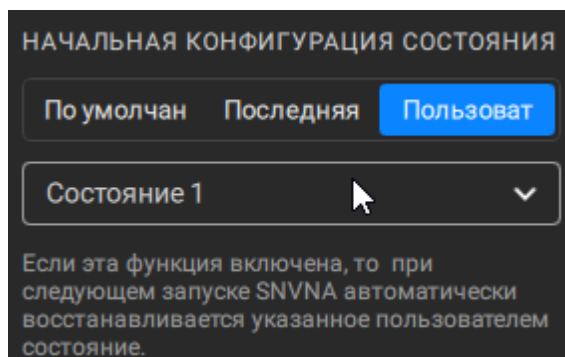 НАЧАЛЬНАЯ КОНФИГУРАЦИЯ СОСТОЯНИЯ
По умолчан Последняя Пользоват
Состояние 1
Если эта функция включена, то при
следующем запуске SNVNA автоматически
восстанавливается указанное пользователем
состояние.